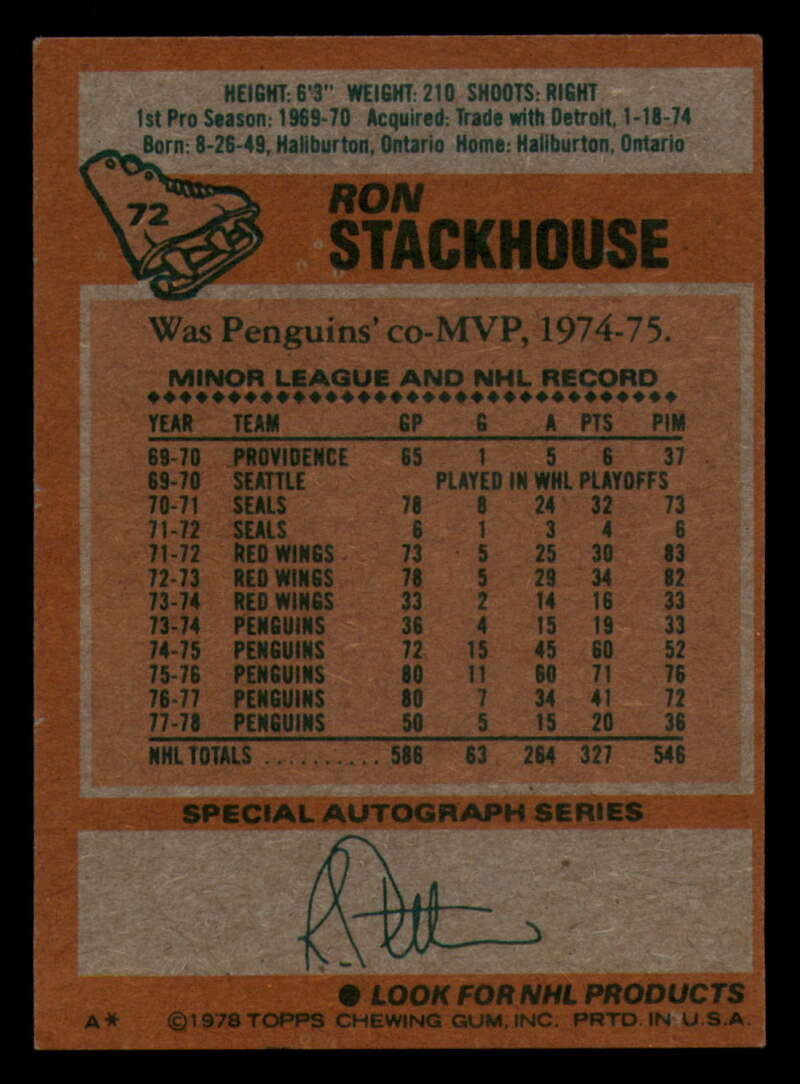 HEIGHT: 6'3" WEIGHT: 210 SHOOTS: RIGHT
1st Pro Season: 1969-70 Acquired: Trade with Detroit, 1-18-74
Born: 8-26-49, Haliburton, Ontario Home: Haliburton, Ontario
72
RON
STACKHOUSE
Was Penguins' co-MVP, 1974-75.
MINOR LEAGUE AND NHL RECORD
YEAR TEAM GP G A PTS PIM
69-70 PROVIDENCE 65 1 5 6 37
69-70 SEATTLE PLAYED IN WHL PLAYOFFS
70-71 SEALS 78 8 24 32 73
71-72 SEALS 6 1 3 4 6
71-72 RED WINGS 73 5 25 30 83
72-73 RED WINGS 78 5 29 34 82
73-74 RED WINGS 33 2 14 16 33
73-74 PENGUINS 36 4 15 19 33
74-75 PENGUINS 72 15 45 60 52
75-76 PENGUINS 80 11 60 71 76
76-77 PENGUINS 80 7 34 41 72
77-78 PENGUINS 50 5 15 20 36
NHL TOTALS ........... 586 63 264 327 546
SPECIAL AUTOGRAPH SERIES
● LOOK FOR NHL PRODUCTS
A* ©1978 TOPPS CHEWING GUM, INC. PRTD. IN U.S.A.